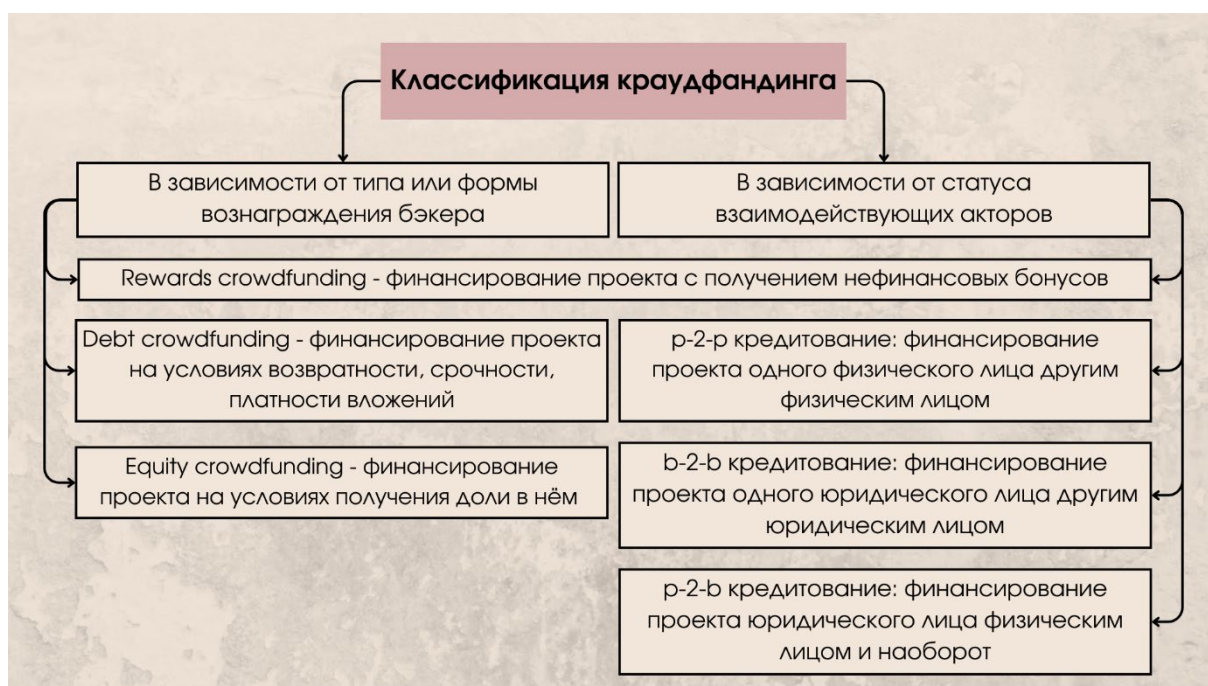 Классификация краудфандинга
В зависимости от типа или формы
вознаграждения бэкера
В зависимости от статуса
взаимодействующих акторов
Rewards crowdfunding - финансирование проекта с получением нефинансовых бонусов
Debt crowdfunding - финансирование проекта
на условиях возвратности, срочности,
платности вложений
Equity crowdfunding - финансирование
проекта на условиях получения доли в нём
p-2-p кредитование: финансирование
проекта одного физического лица другим
физическим лицом
b-2-b кредитование: финансирование
проекта одного юридического лица другим
юридическим лицом
p-2-b кредитование: финансирование
проекта юридического лица физическим
лицом и наоборот